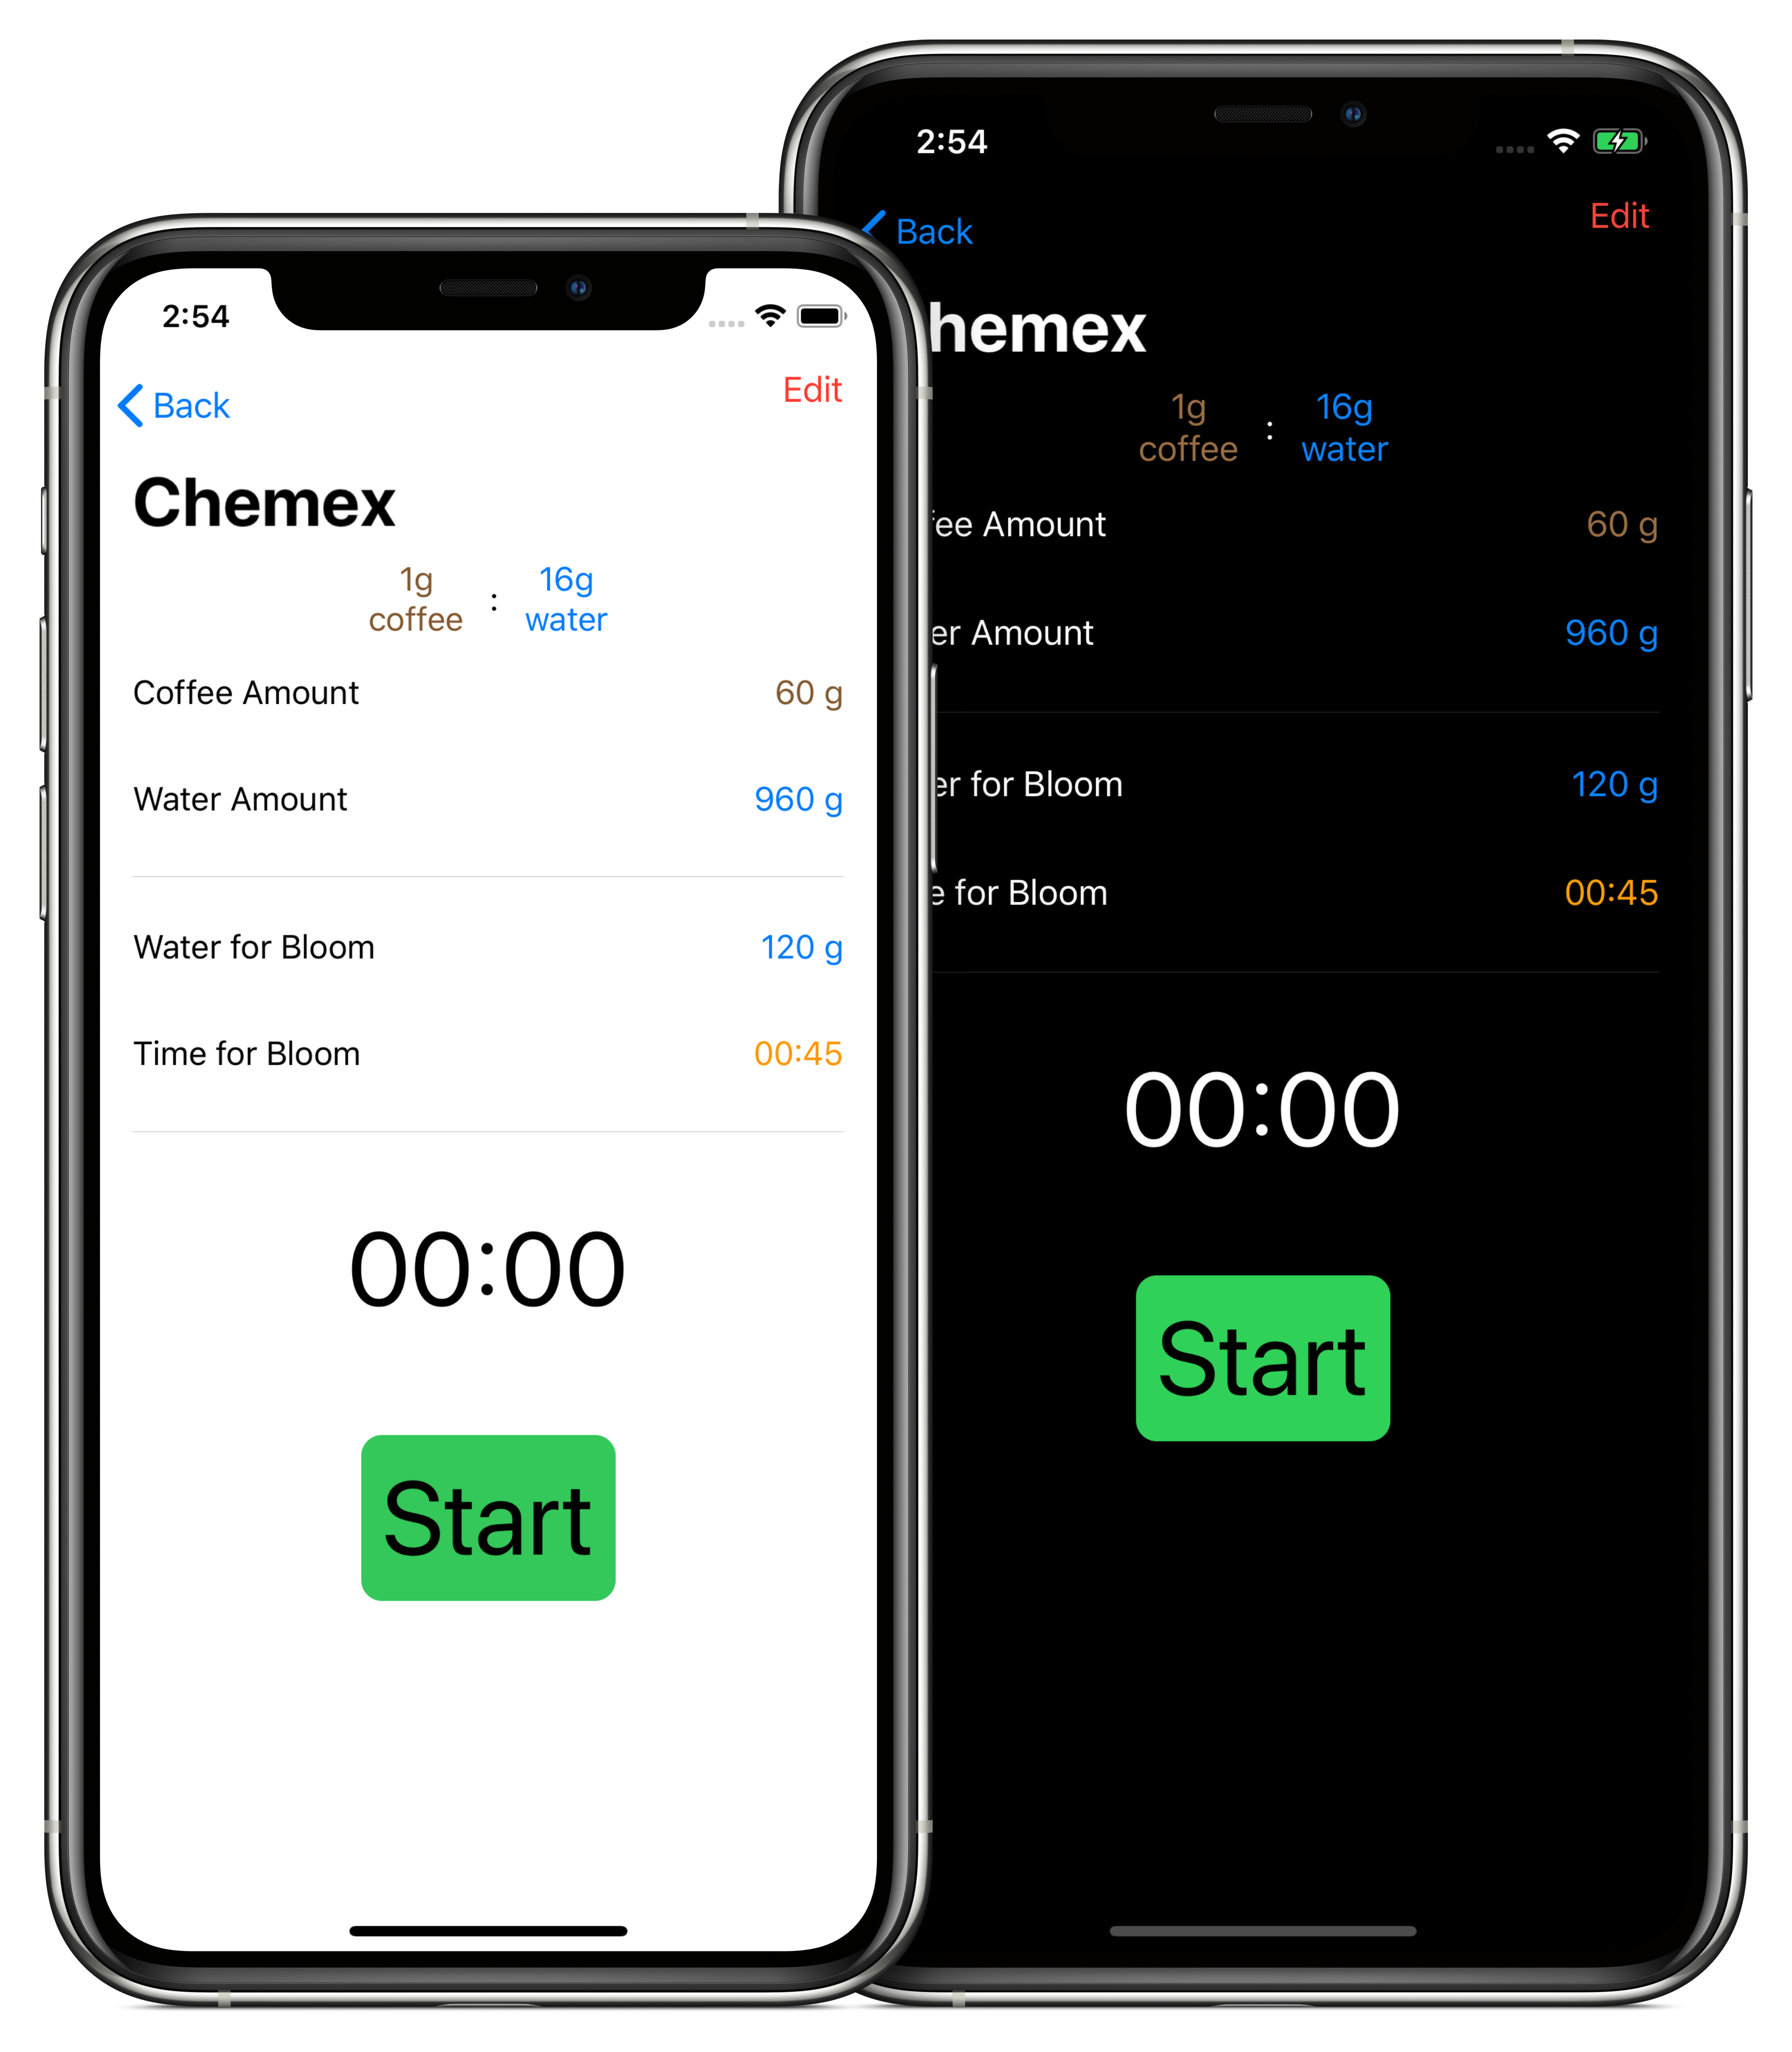 2:54
Back
Edit
Chemex
1g
coffee
:
16g
water
Coffee Amount
60 g
Water Amount
960 g
Water for Bloom
120 g
Time for Bloom
00:45
00:00
Start
2:54
Back
Edit
hemex
1g
coffee
:
16g
water
ee Amount
60 g
er Amount
960 g
er for Bloom
120 g
e for Bloom
00:45
00:00
Start